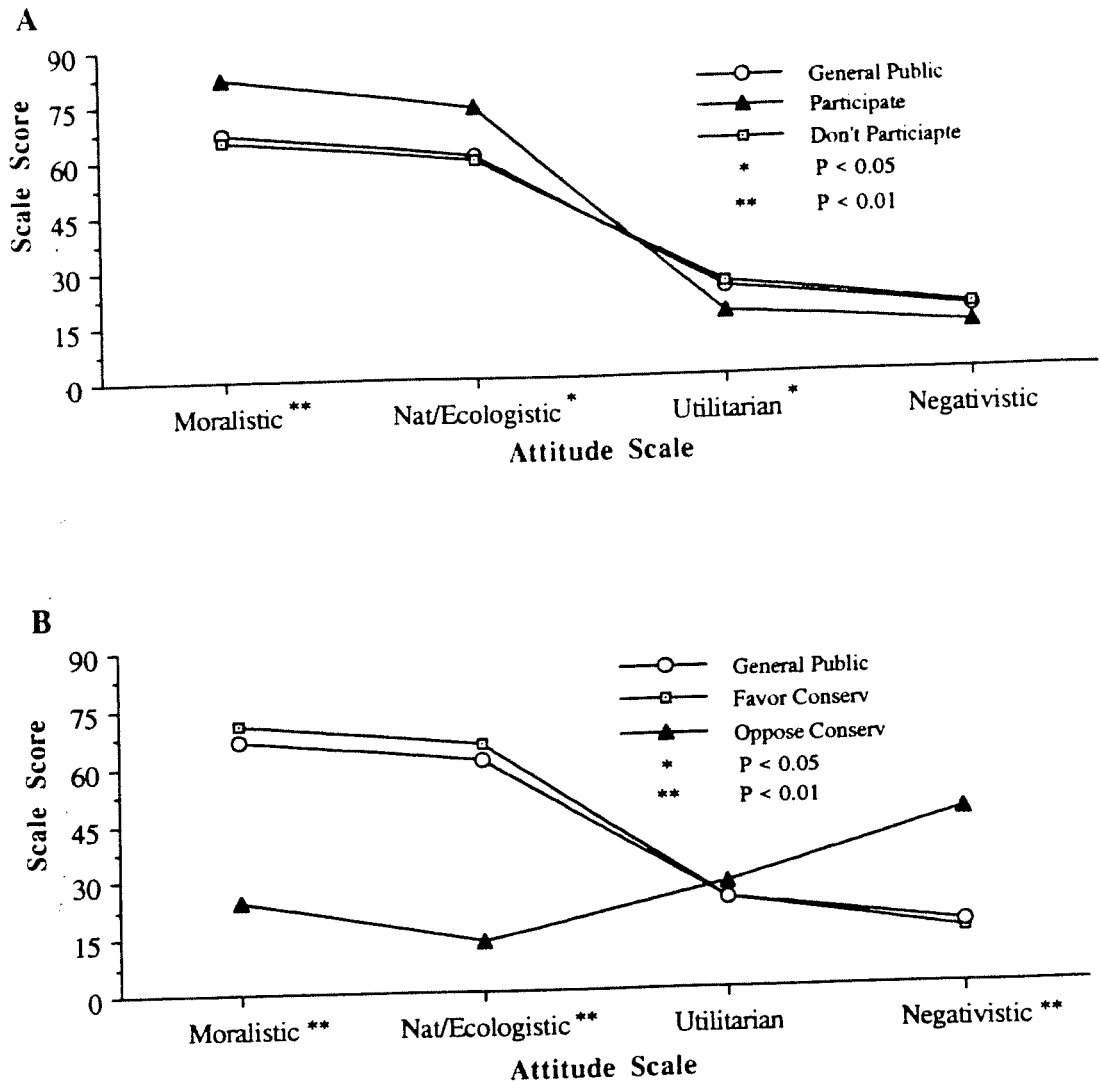 A
90
75
60
45
30
15
0
Scale Score
General Public
Participate
Don't Particiapte
* P < 0.05
** P < 0.01
Moralistic ** Nat/Ecologistic * Utilitarian * Negativistic
Attitude Scale
B
90
75
60
45
30
15
0
Scale Score
General Public
Favor Conserv
Oppose Conserv
* P < 0.05
** P < 0.01
Moralistic ** Nat/Ecologistic ** Utilitarian Negativistic **
Attitude Scale